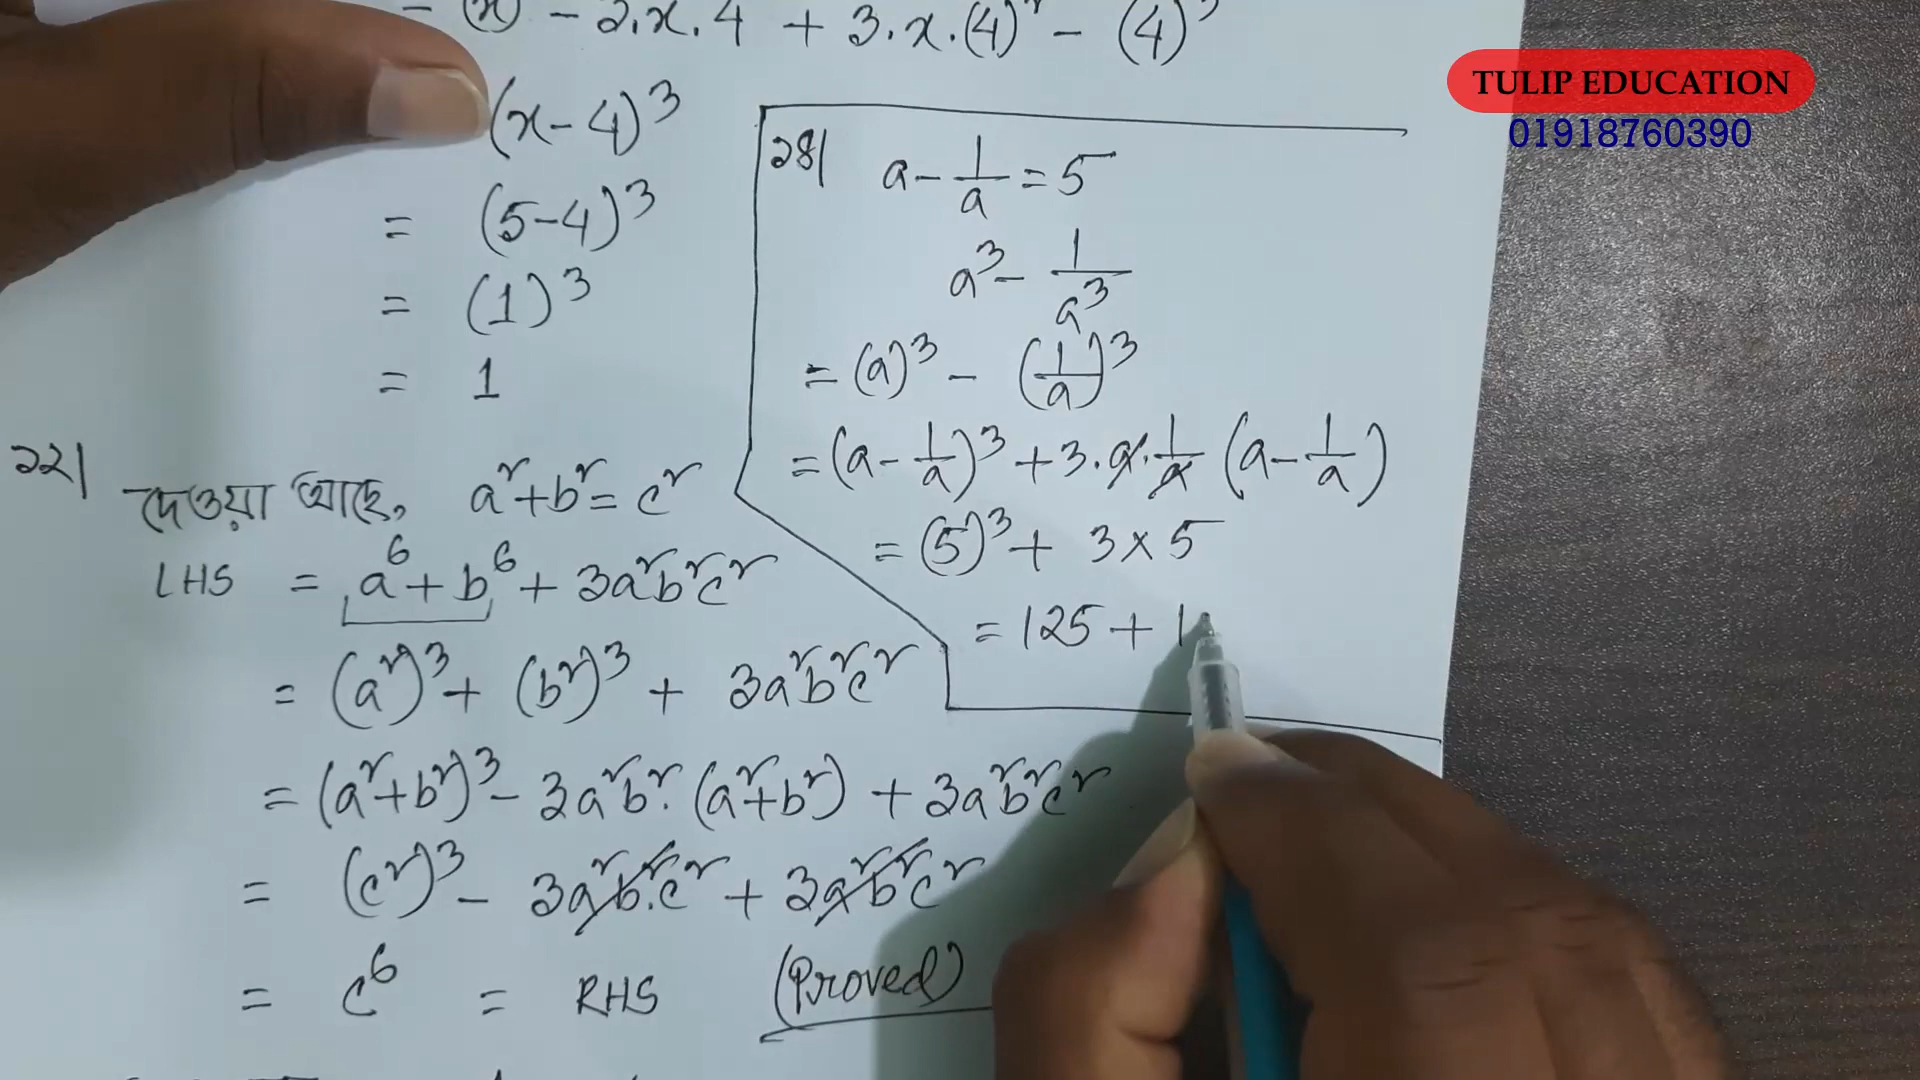 - (x) - 3.x.4 + 3.x.(4)² - (4)³
(x-4)³
= (5-4)³
= (1)³
= 1
১২| দেওয়া আছে, a²+b² = c²
LHS = a⁶+b⁶+3a²b²c²
= (a²)³+ (b²)³ + 3a²b²c²
= (a²+b²)³- 3a²b².(a²+b²) + 3a²b²c²
= (c²)³ - 3a²b².c² + 3a²b²c²
= c⁶ = RHS (Proved)
১৪| a - 1/a = 5
a³ - 1/a³
= (a)³ - (1/a)³
= (a - 1/a)³ + 3.a.1/a (a - 1/a)
= (5)³ + 3×5
= 125 + 1
TULIP EDUCATION
01918760390